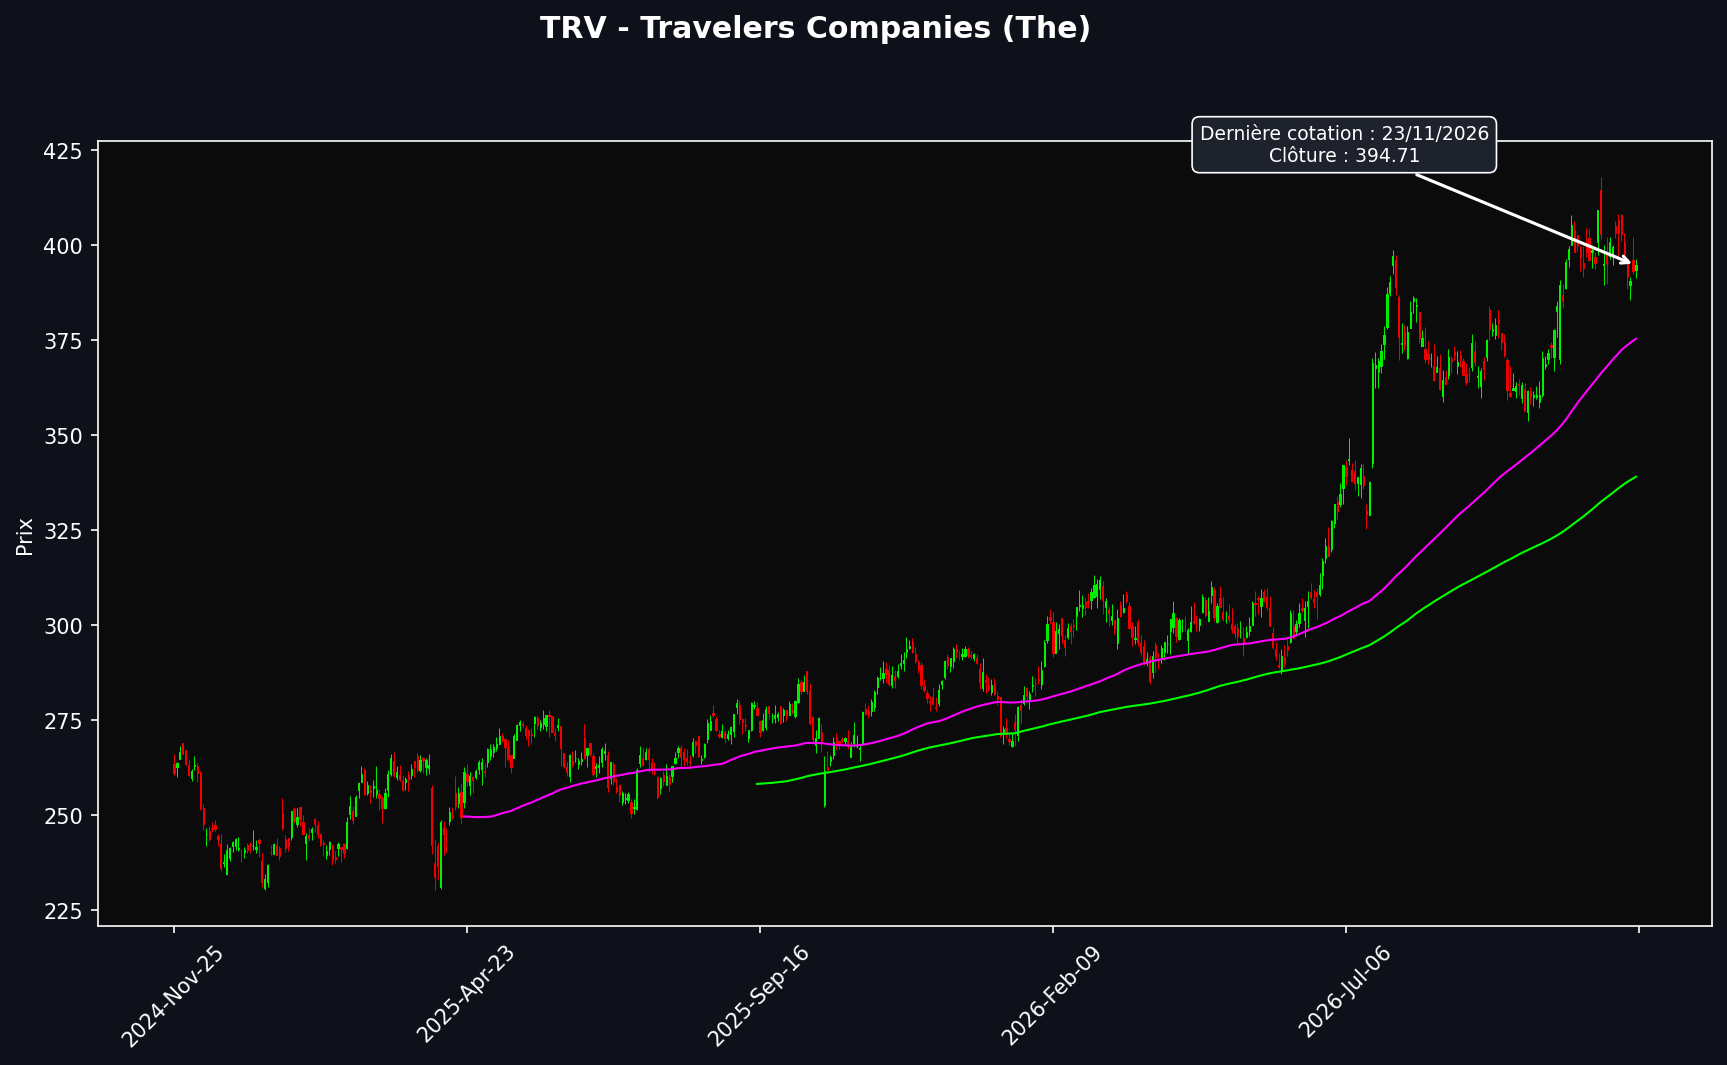 TRV - Travelers Companies (The)
Dernière cotation : 23/11/2026
Clôture : 394.71
425
400
375
350
325
300
275
250
225
Prix
2024-Nov-25
2025-Apr-23
2025-Sep-16
2026-Feb-09
2026-Jul-06